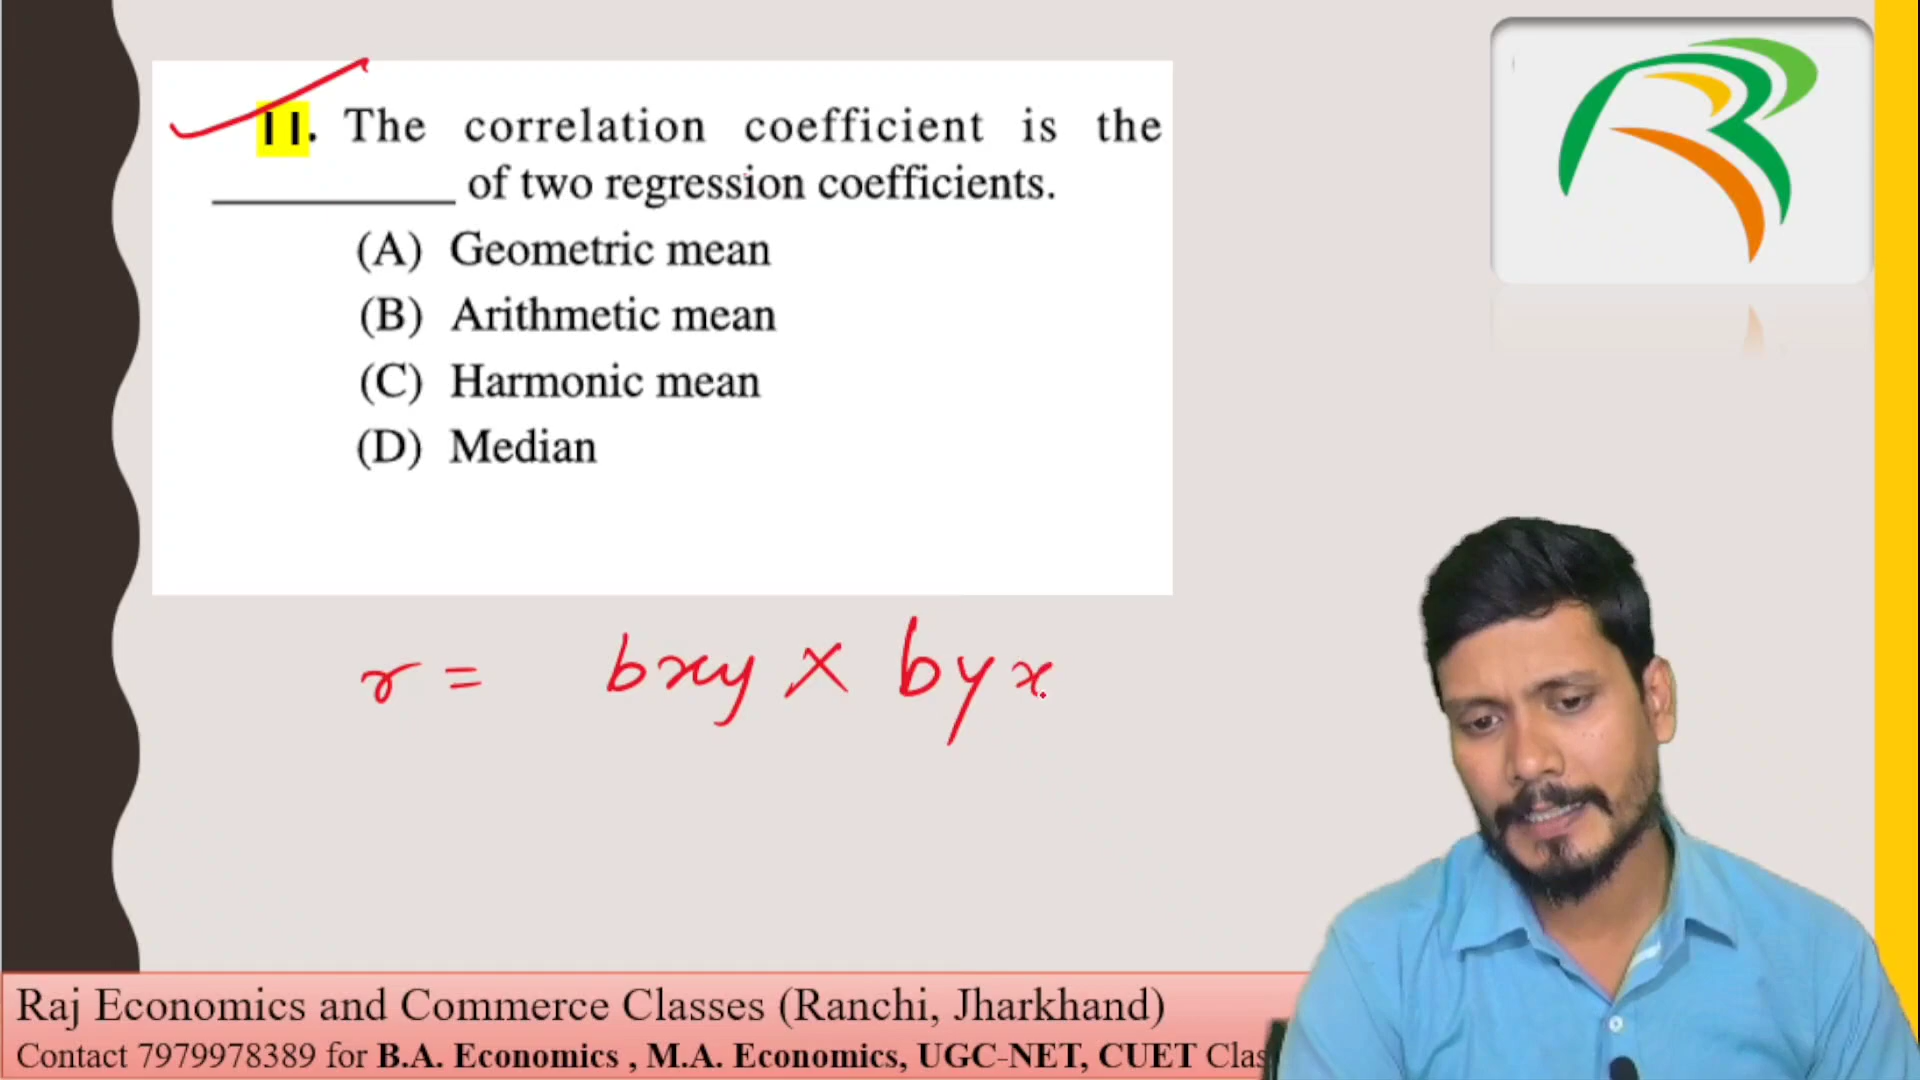 11. The correlation coefficient is the
__________ of two regression coefficients.
(A) Geometric mean
(B) Arithmetic mean
(C) Harmonic mean
(D) Median
r = bxy × byx
Raj Economics and Commerce Classes (Ranchi, Jharkhand)
Contact 7979978389 for B.A. Economics , M.A. Economics, UGC-NET, CUET Clas